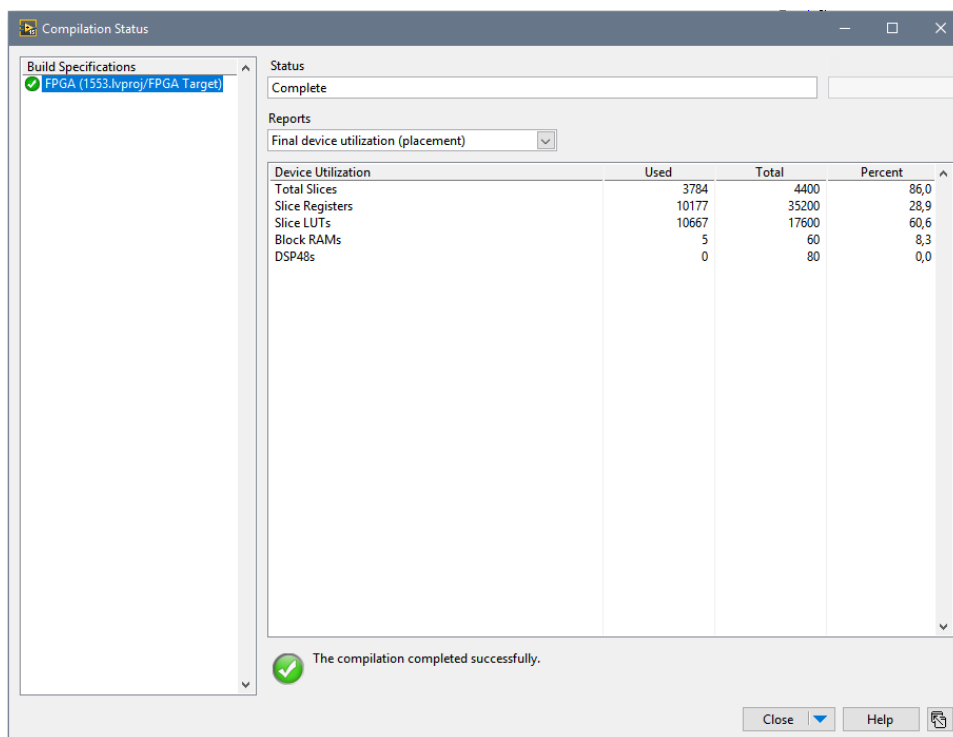 Compilation Status
Build Specifications
FPGA (1553.lvproj/FPGA Target)
Status
Complete
Reports
Final device utilization (placement)
Device Utilization Used Total Percent
Total Slices 3784 4400 86,0
Slice Registers 10177 35200 28,9
Slice LUTs 10667 17600 60,6
Block RAMs 5 60 8,3
DSP48s 0 80 0,0
The compilation completed successfully.
Close Help